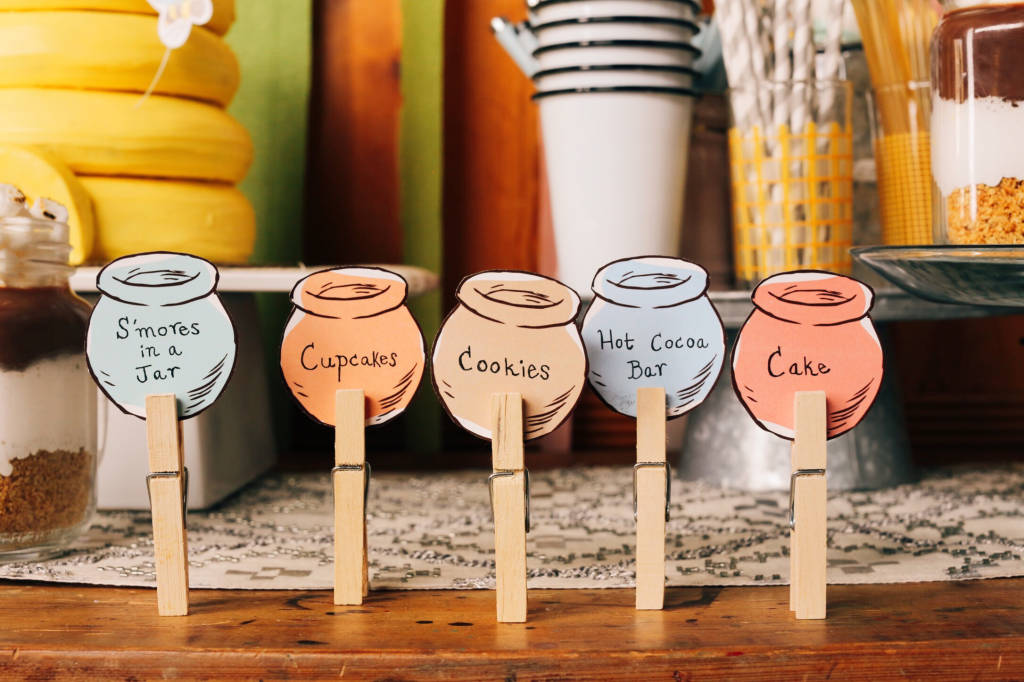 S'mores
in a
Jar
Cupcakes
Cookies
Hot Cocoa
Bar
Cake